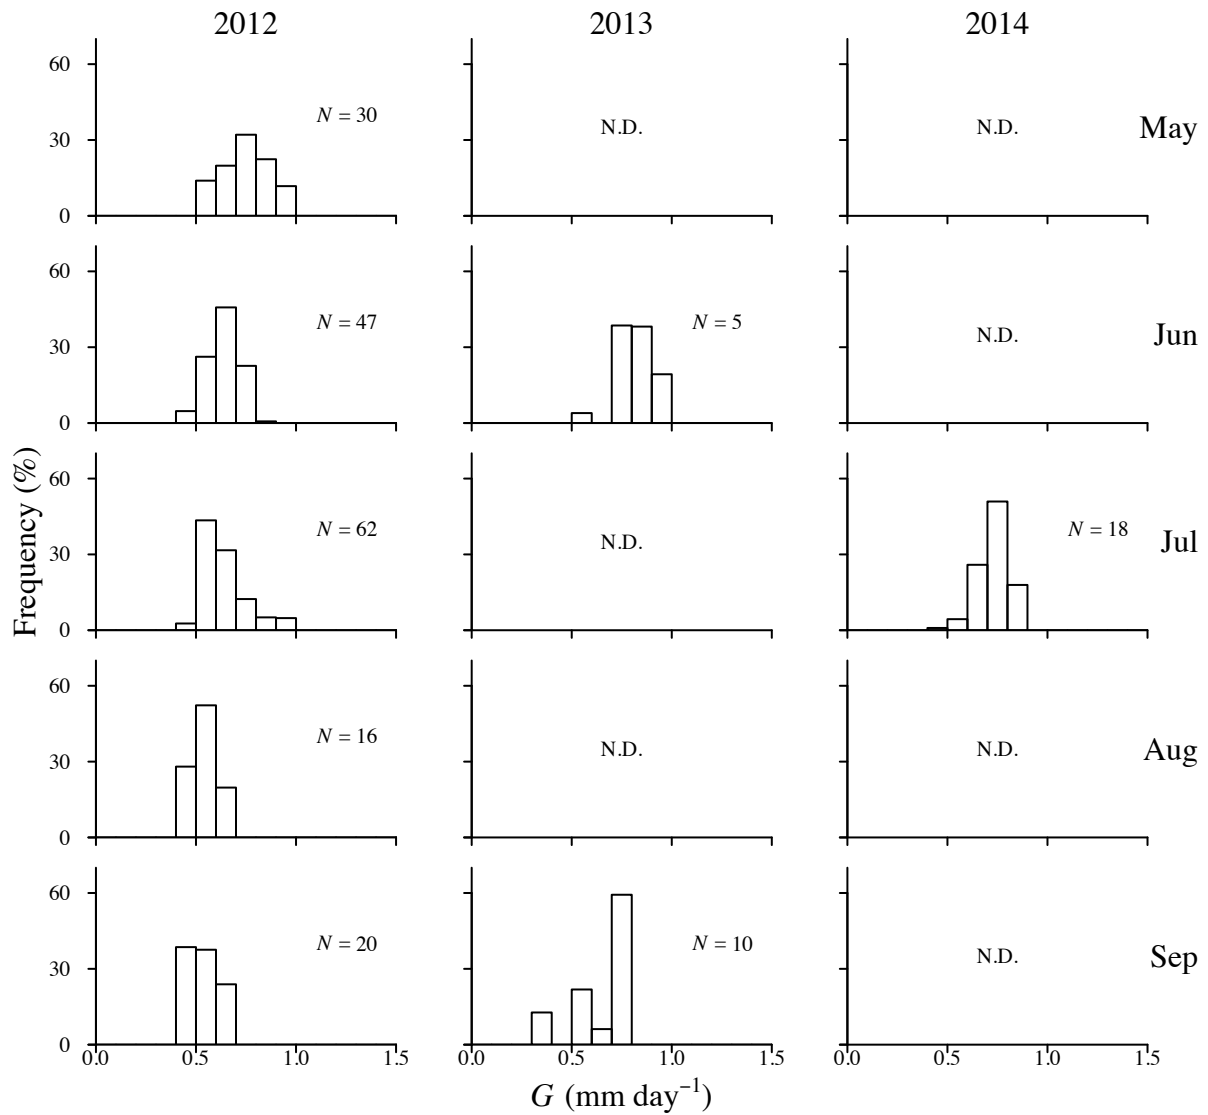 2012 2013 2014
60
30
0
N = 30
N.D.
N.D.
May
60
30
0
N = 47
N = 5
N.D.
Jun
60
30
0
N = 62
N.D.
N = 18
Jul
60
30
0
N = 16
N.D.
N.D.
Aug
60
30
0
N = 20
N = 10
N.D.
Sep
0.0 0.5 1.0 1.5 0.0 0.5 1.0 1.5 0.0 0.5 1.0 1.5
Frequency (%)
G (mm day⁻¹)